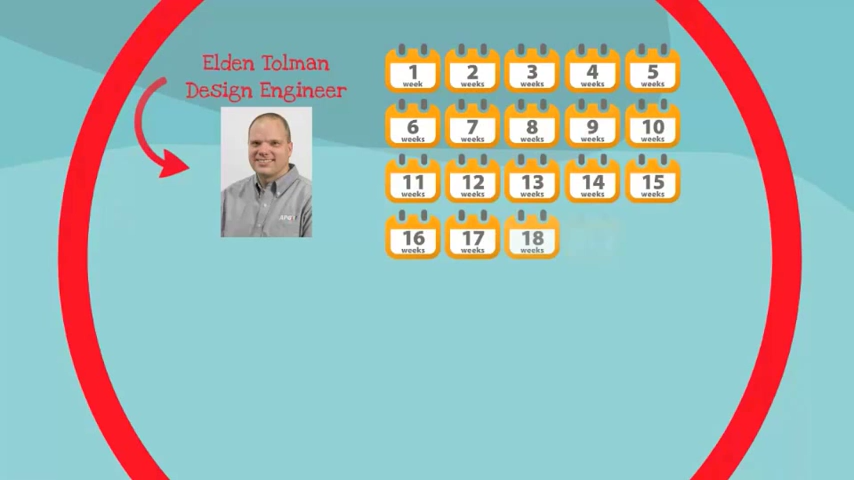 Elden Tolman
Design Engineer
1 week 2 weeks 3 weeks 4 weeks 5 weeks
6 weeks 7 weeks 8 weeks 9 weeks 10 weeks
11 weeks 12 weeks 13 weeks 14 weeks 15 weeks
16 weeks 17 weeks 18 weeks